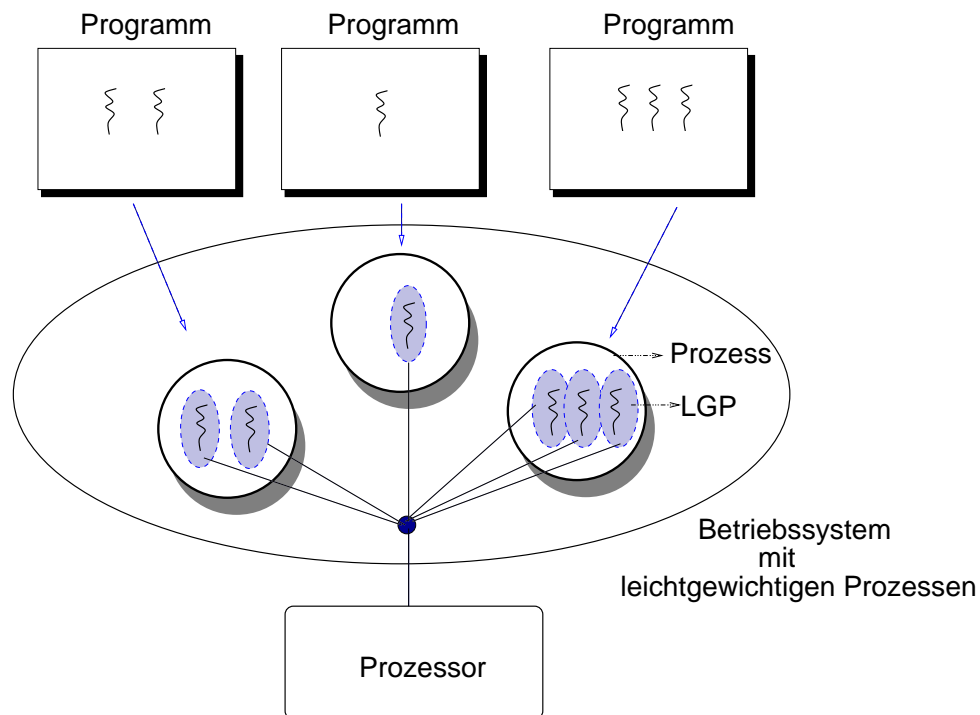 Programm
Programm
Programm
Prozess
LGP
Betriebssystem
mit
leichtgewichtigen Prozessen
Prozessor